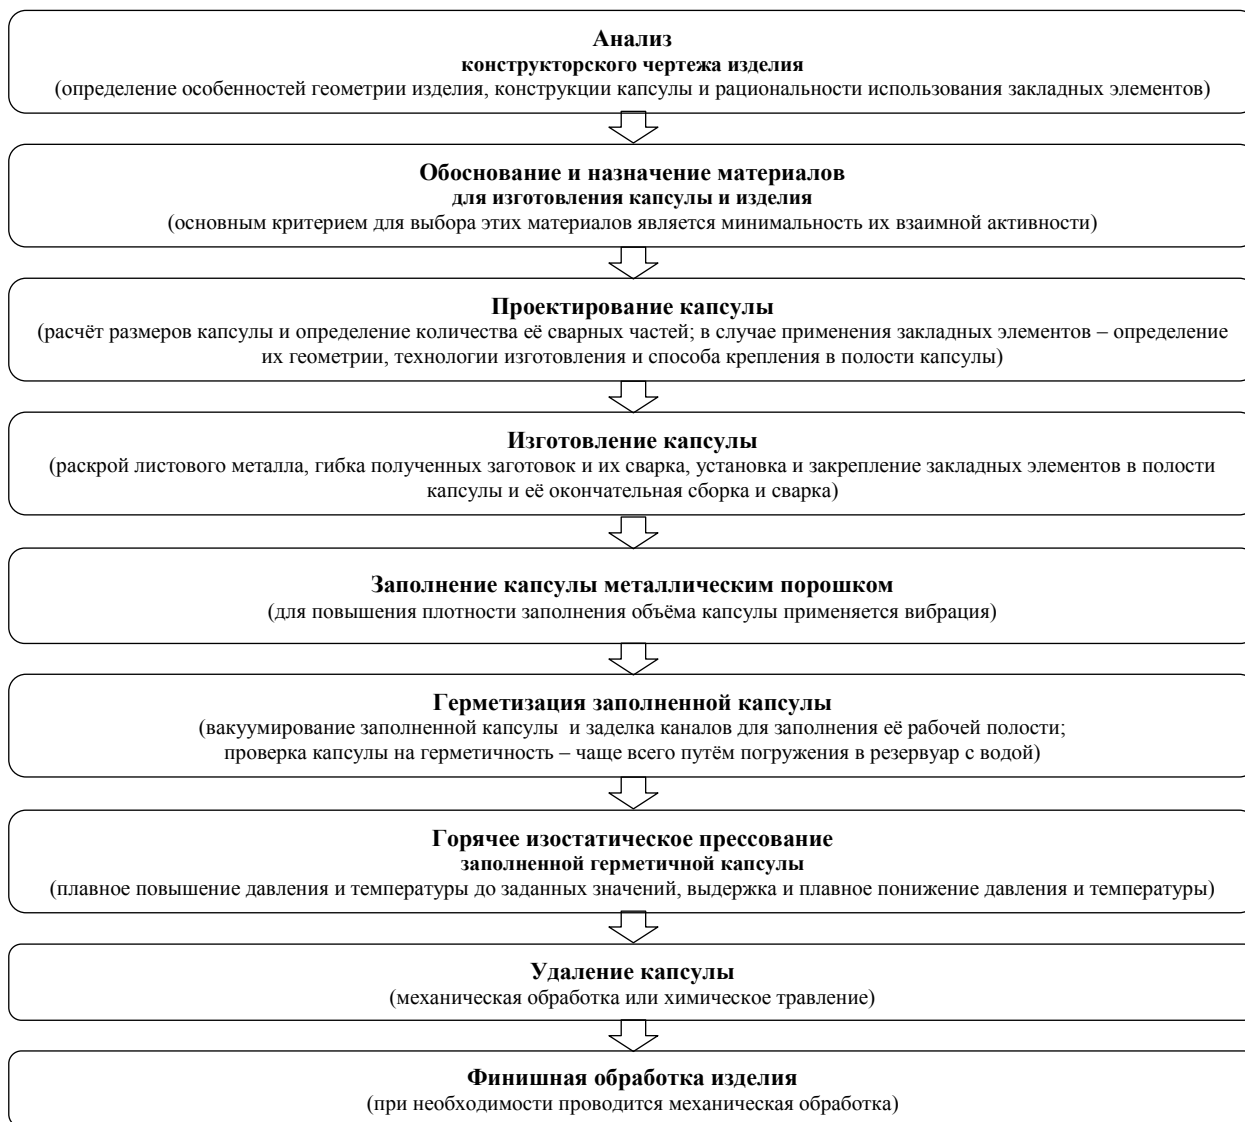 Анализ
конструкторского чертежа изделия
(определение особенностей геометрии изделия, конструкции капсулы и рациональности использования закладных элементов)
Обоснование и назначение материалов
для изготовления капсулы и изделия
(основным критерием для выбора этих материалов является минимальность их взаимной активности)
Проектирование капсулы
(расчёт размеров капсулы и определение количества её сварных частей; в случае применения закладных элементов – определение
их геометрии, технологии изготовления и способа крепления в полости капсулы)
Изготовление капсулы
(раскрой листового металла, гибка полученных заготовок и их сварка, установка и закрепление закладных элементов в полости
капсулы и её окончательная сборка и сварка)
Заполнение капсулы металлическим порошком
(для повышения плотности заполнения объёма капсулы применяется вибрация)
Герметизация заполненной капсулы
(вакуумирование заполненной капсулы и заделка каналов для заполнения её рабочей полости;
проверка капсулы на герметичность – чаще всего путём погружения в резервуар с водой)
Горячее изостатическое прессование
заполненной герметичной капсулы
(плавное повышение давления и температуры до заданных значений, выдержка и плавное понижение давления и температуры)
Удаление капсулы
(механическая обработка или химическое травление)
Финишная обработка изделия
(при необходимости проводится механическая обработка)